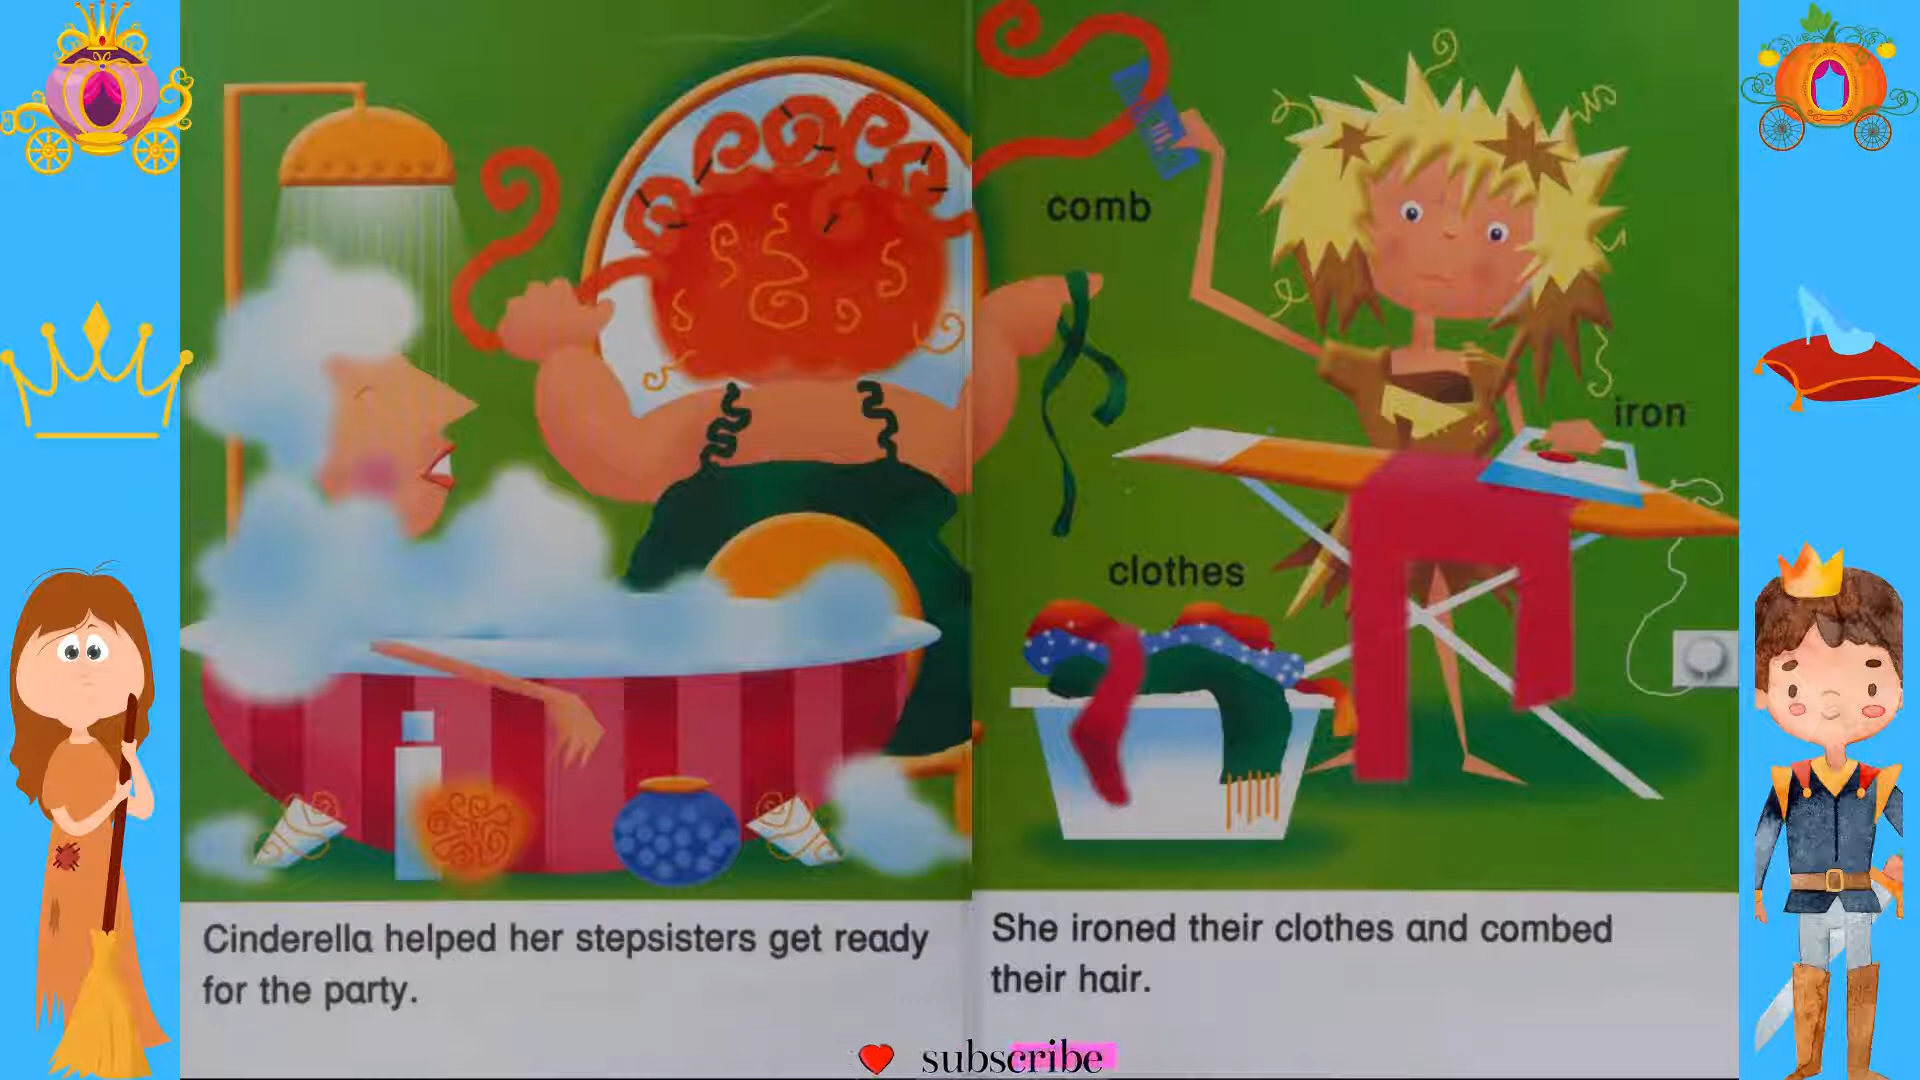 comb
iron
clothes
Cinderella helped her stepsisters get ready
for the party.
She ironed their clothes and combed
their hair.
subscribe